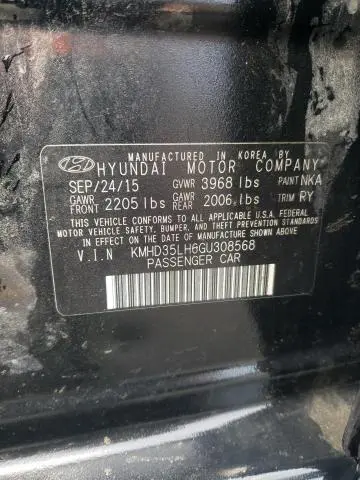 MANUFACTURED IN KOREA BY
HYUNDAI MOTOR COMPANY
SEP/24/15 GVWR 3968 lbs PAINT NKA
GAWR FRONT 2205 lbs GAWR REAR 2006 lbs TRIM RY
THIS VEHICLE CONFORMS TO ALL APPLICABLE U.S.A. FEDERAL
MOTOR VEHICLE SAFETY, BUMPER, AND THEFT PREVENTION
STANDARDS IN EFFECT ON THE DATE OF MANUFACTURE SHOWN ABOVE
V.I.N KMHD35LH6GU308568
PASSENGER CAR